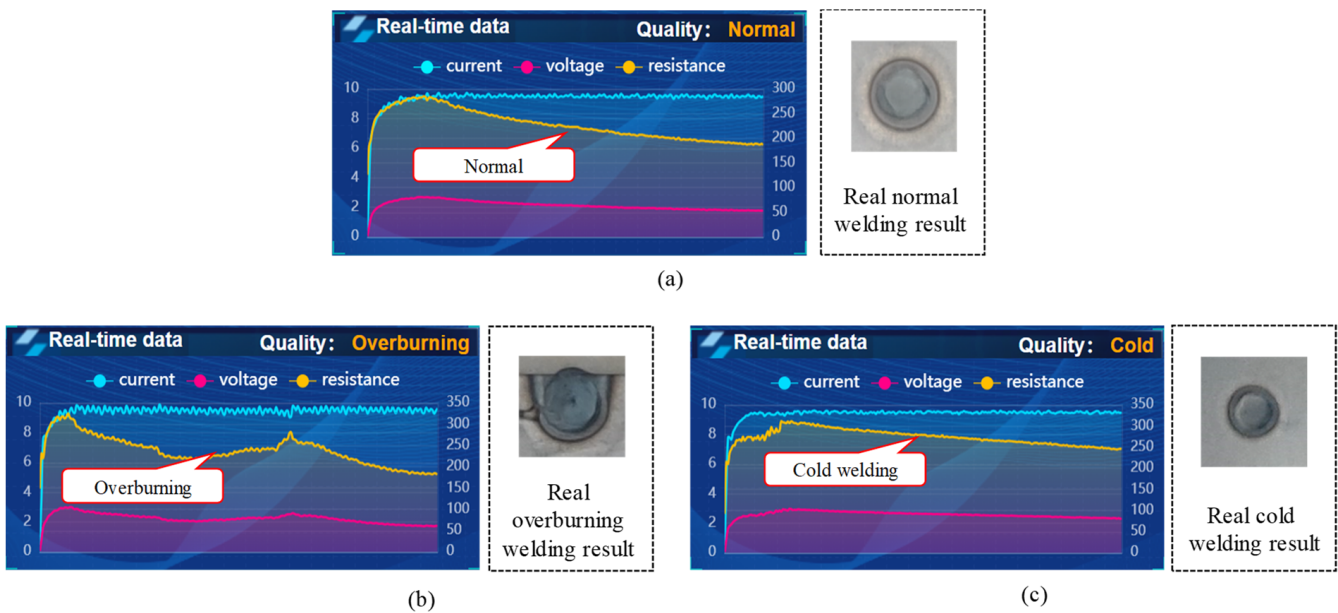 Real-time data
Quality: Normal
current voltage resistance
10
8
6
4
2
0
300
250
200
150
100
50
0
Normal
Real normal
welding result
(a)
Real-time data
Quality: Overburning
current voltage resistance
10
8
6
4
2
0
350
300
250
200
150
100
50
0
Overburning
Real
overburning
welding result
(b)
Real-time data
Quality: Cold
current voltage resistance
10
8
6
4
2
0
350
300
250
200
150
100
50
0
Cold welding
Real cold
welding result
(c)